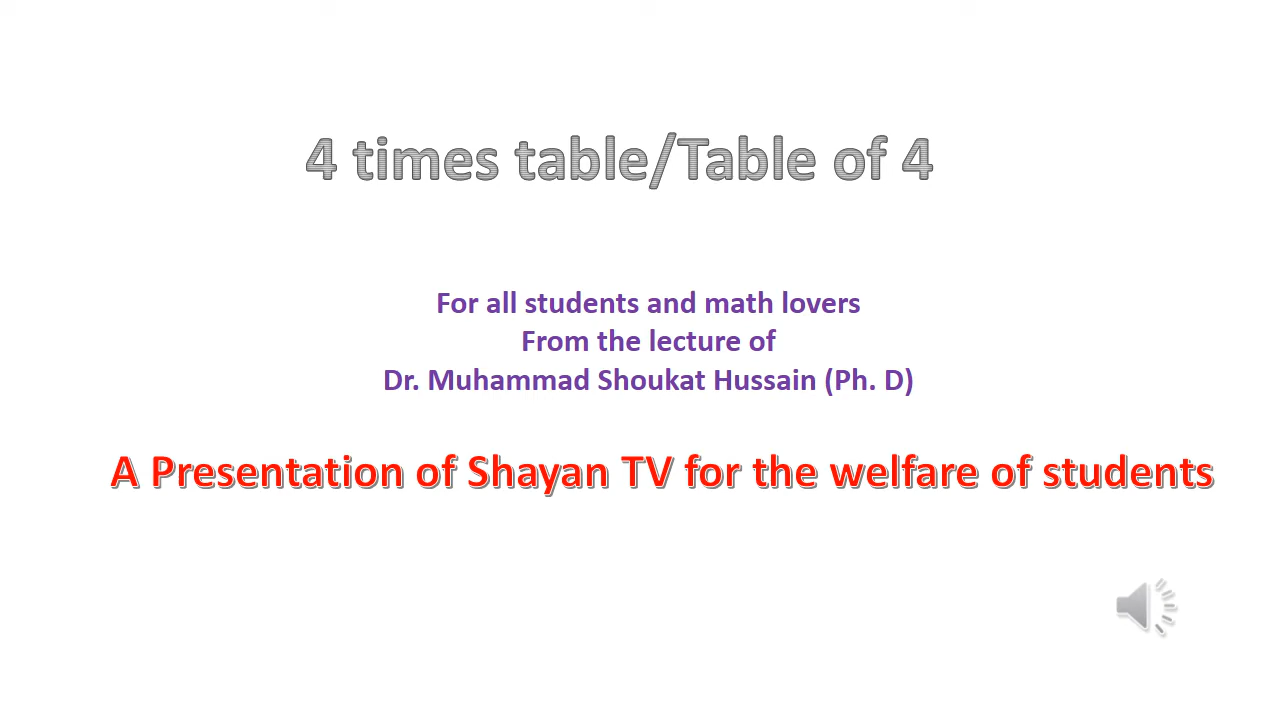 4 times table/Table of 4
For all students and math lovers
From the lecture of
Dr. Muhammad Shoukat Hussain (Ph. D)
A Presentation of Shayan TV for the welfare of students